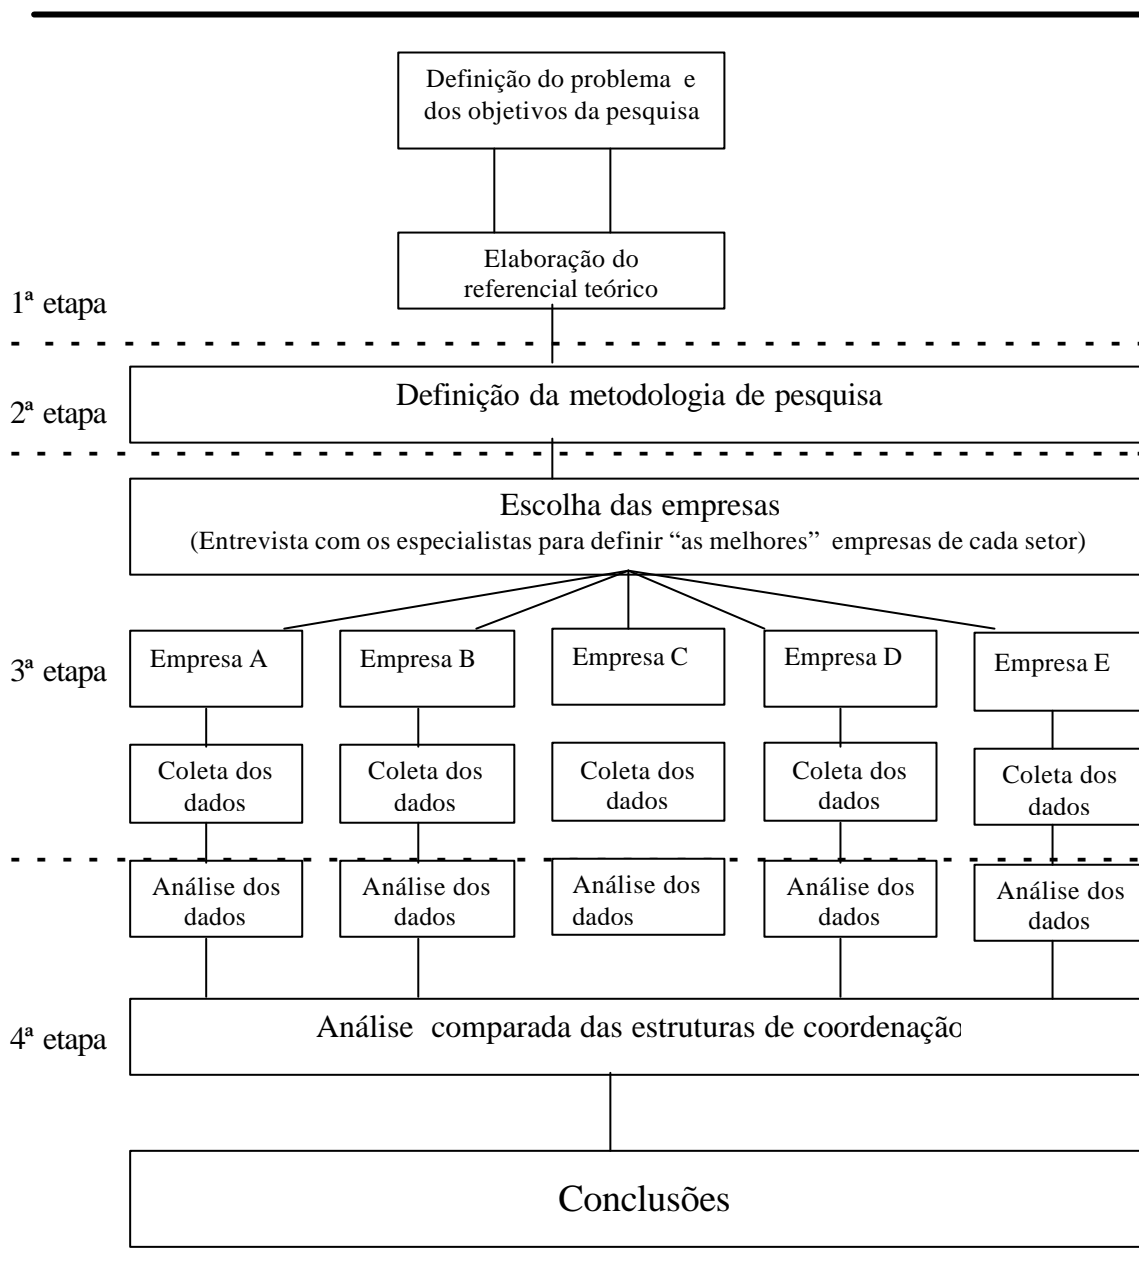 Definição do problema e
dos objetivos da pesquisa
Elaboração do
referencial teórico
1ª etapa
Definição da metodologia de pesquisa
2ª etapa
Escolha das empresas
(Entrevista com os especialistas para definir “as melhores” empresas de cada setor)
3ª etapa
Empresa A
Empresa B
Empresa C
Empresa D
Empresa E
Coleta dos
dados
Coleta dos
dados
Coleta dos
dados
Coleta dos
dados
Coleta dos
dados
Análise dos
dados
Análise dos
dados
Análise dos
dados
Análise dos
dados
Análise dos
dados
4ª etapa
Análise comparada das estruturas de coordenação
Conclusões